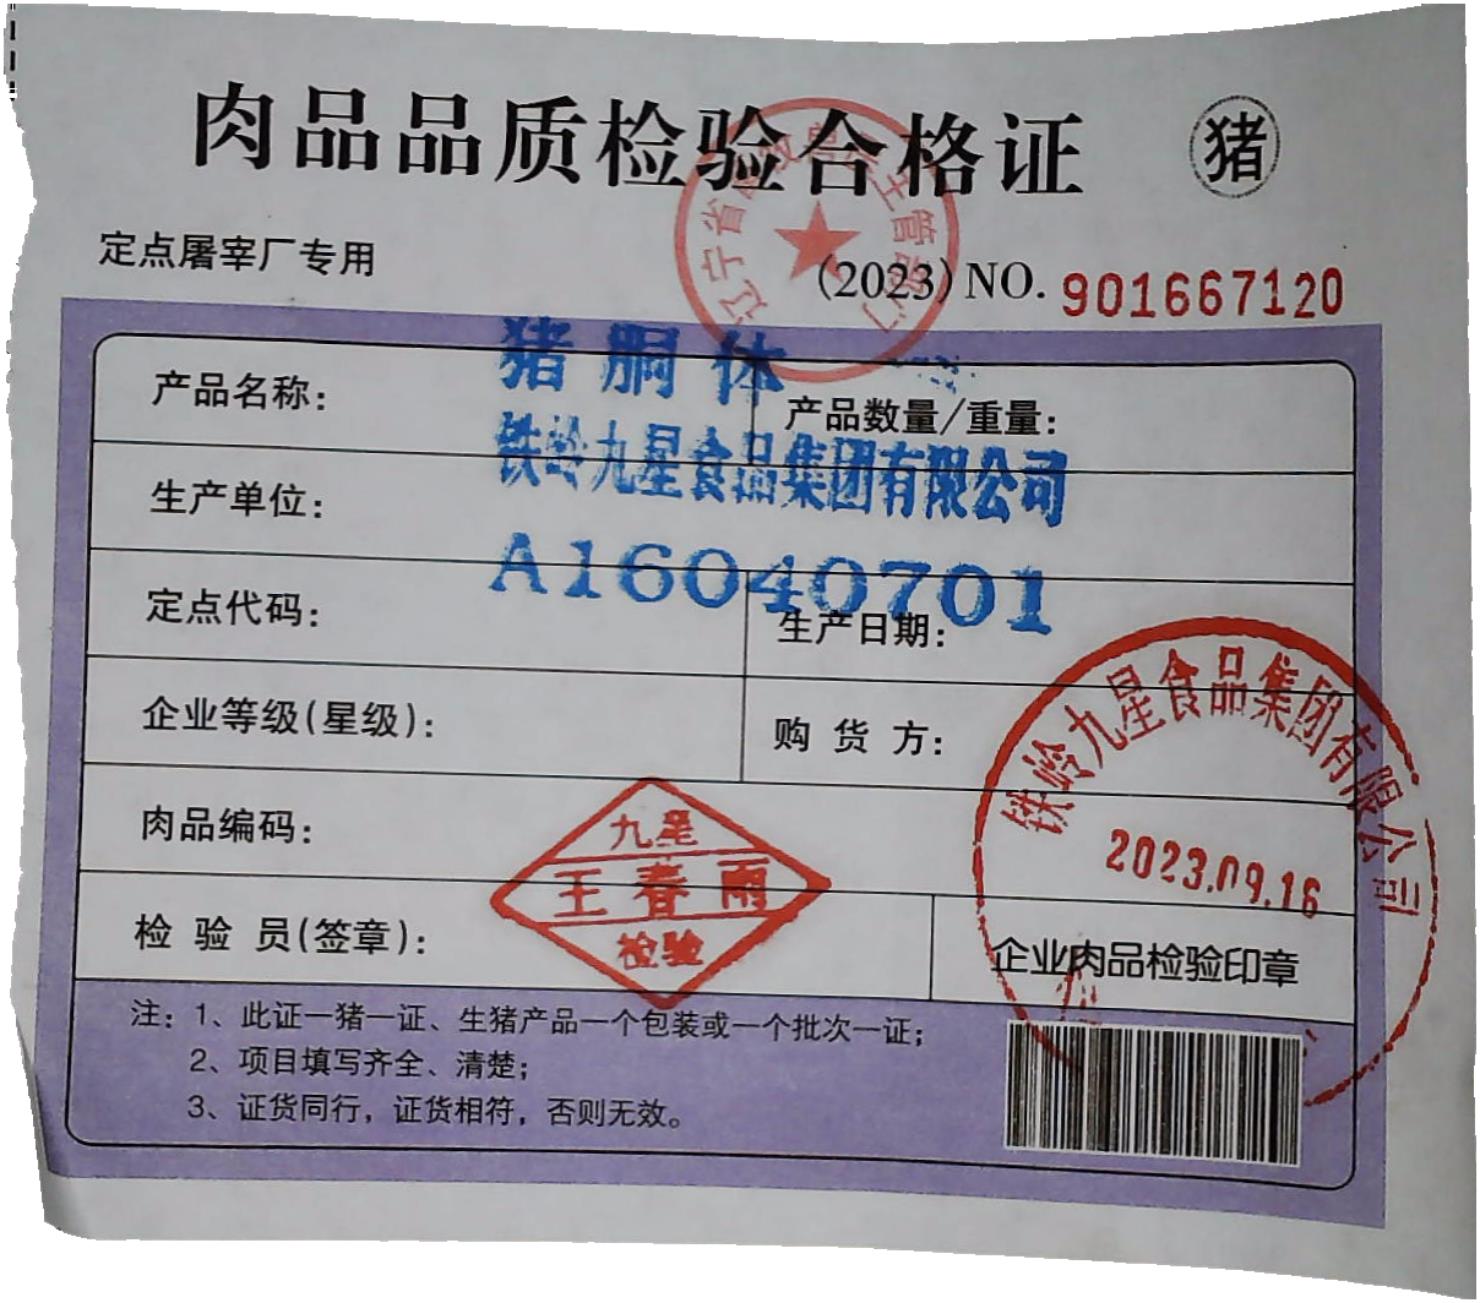 肉品品质检验合格证 猪
定点屠宰厂专用
(2023) NO. 901667120
产品名称: 猪胴体
产品数量/重量:
生产单位: 铁岭九星食品集团有限公司
定点代码: A16040701
生产日期:
企业等级(星级):
购货方:
肉品编码:
检验员(签章):
九星
王春雨
检验
铁岭九星食品集团有限公司
2023.09.16
企业肉品检验印章
注: 1、此证一猪一证、生猪产品一个包装或一个批次一证;
2、项目填写齐全、清楚;
3、证货同行, 证货相符, 否则无效。